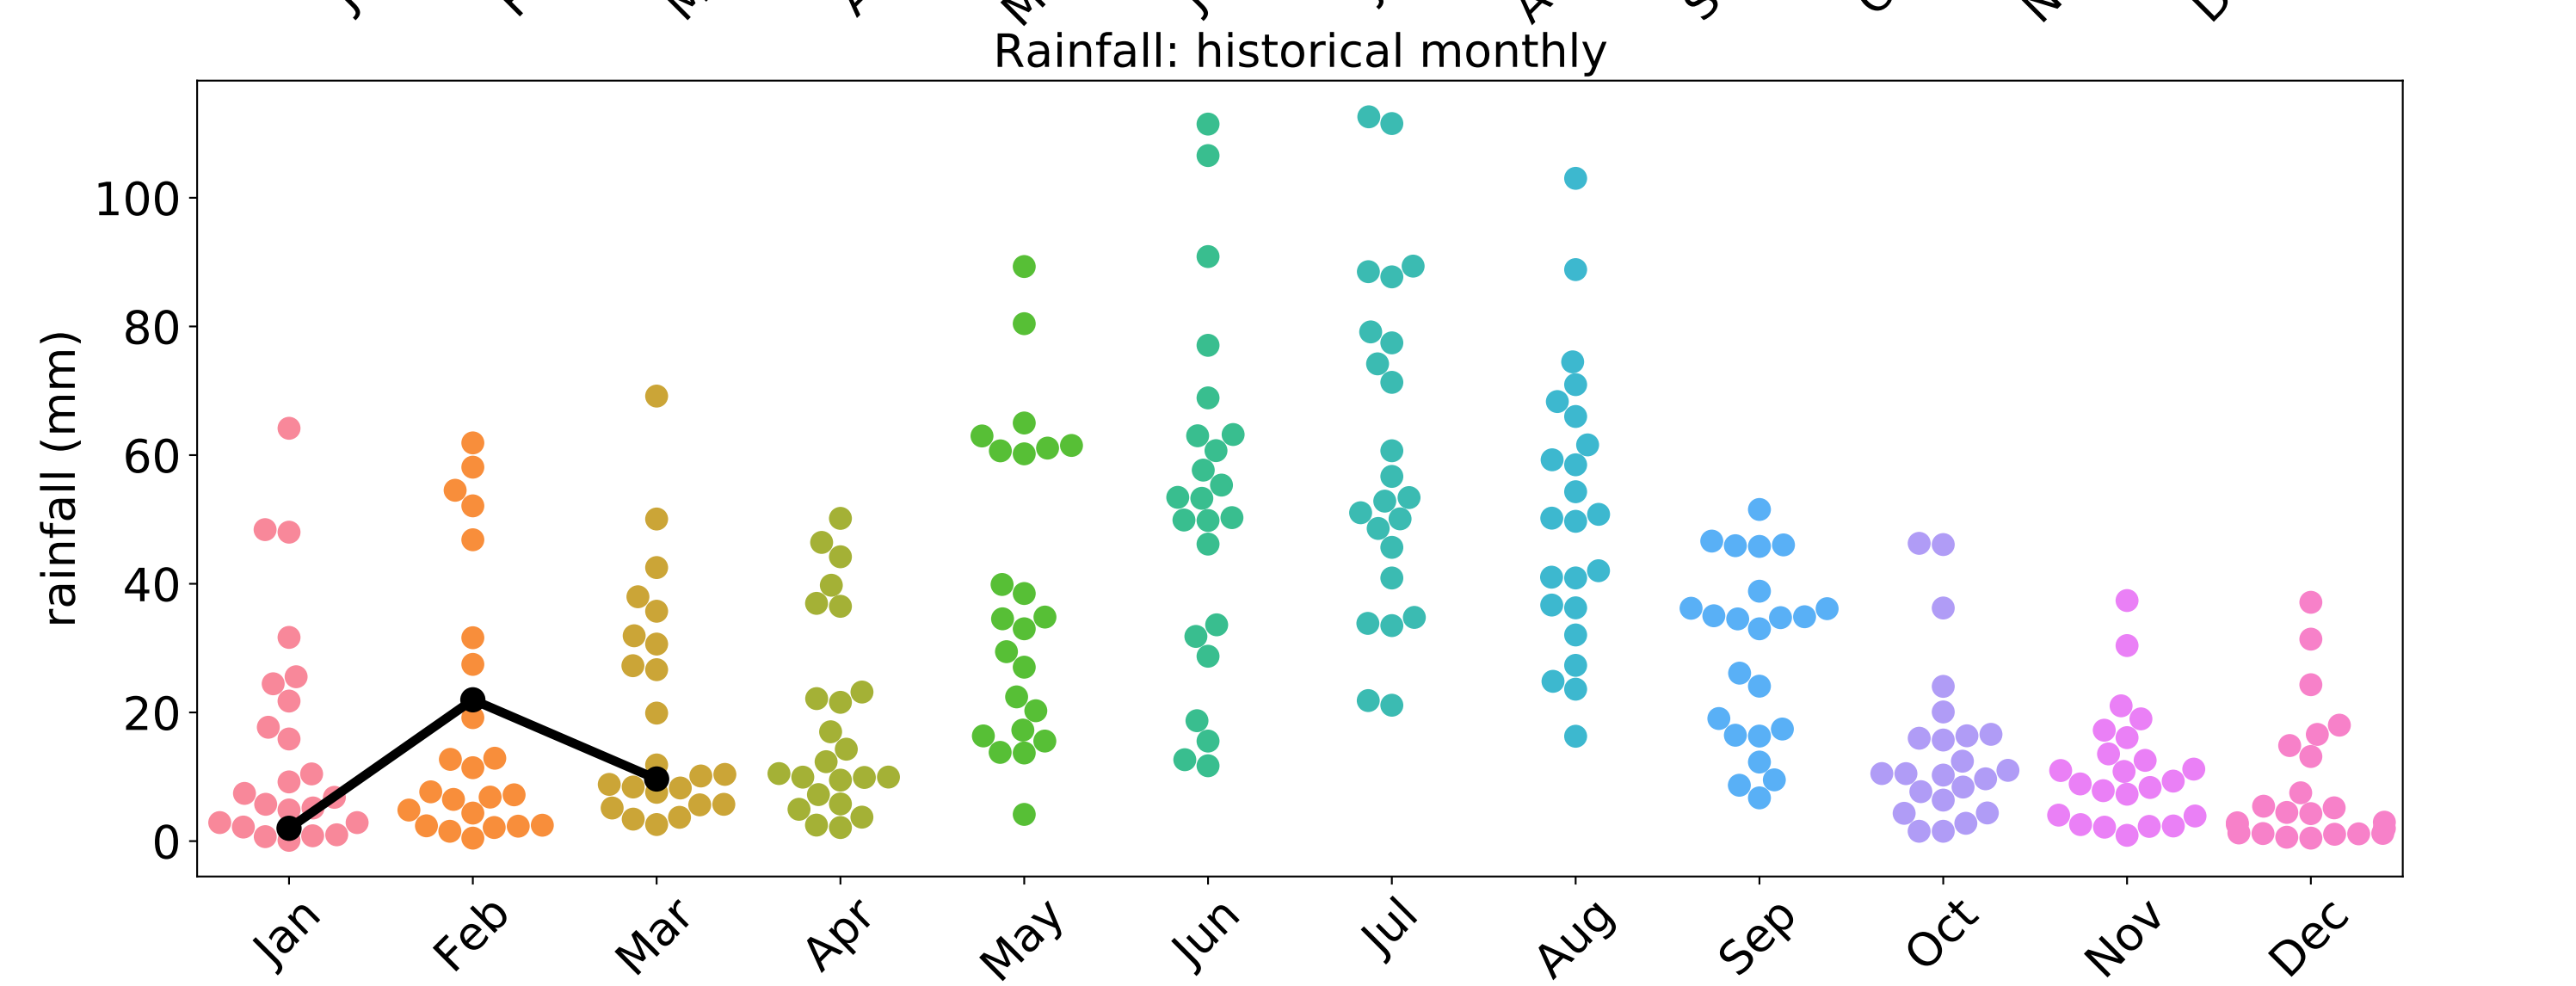 Rainfall: historical monthly
rainfall (mm)
100
80
60
40
20
0
Jan
Feb
Mar
Apr
May
Jun
Jul
Aug
Sep
Oct
Nov
Dec